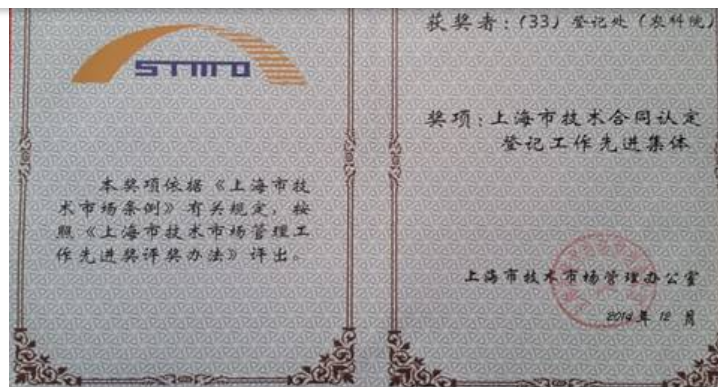 STMO
本奖项依据《上海市技
术市场条例》有关规定，按
照《上海市技术市场管理工
作先进奖评奖办法》评出。
获奖者：(33) 登记处（农科院）
奖项：上海市技术合同认定
登记工作先进集体
上海市技术市场管理办公室
2014年12月